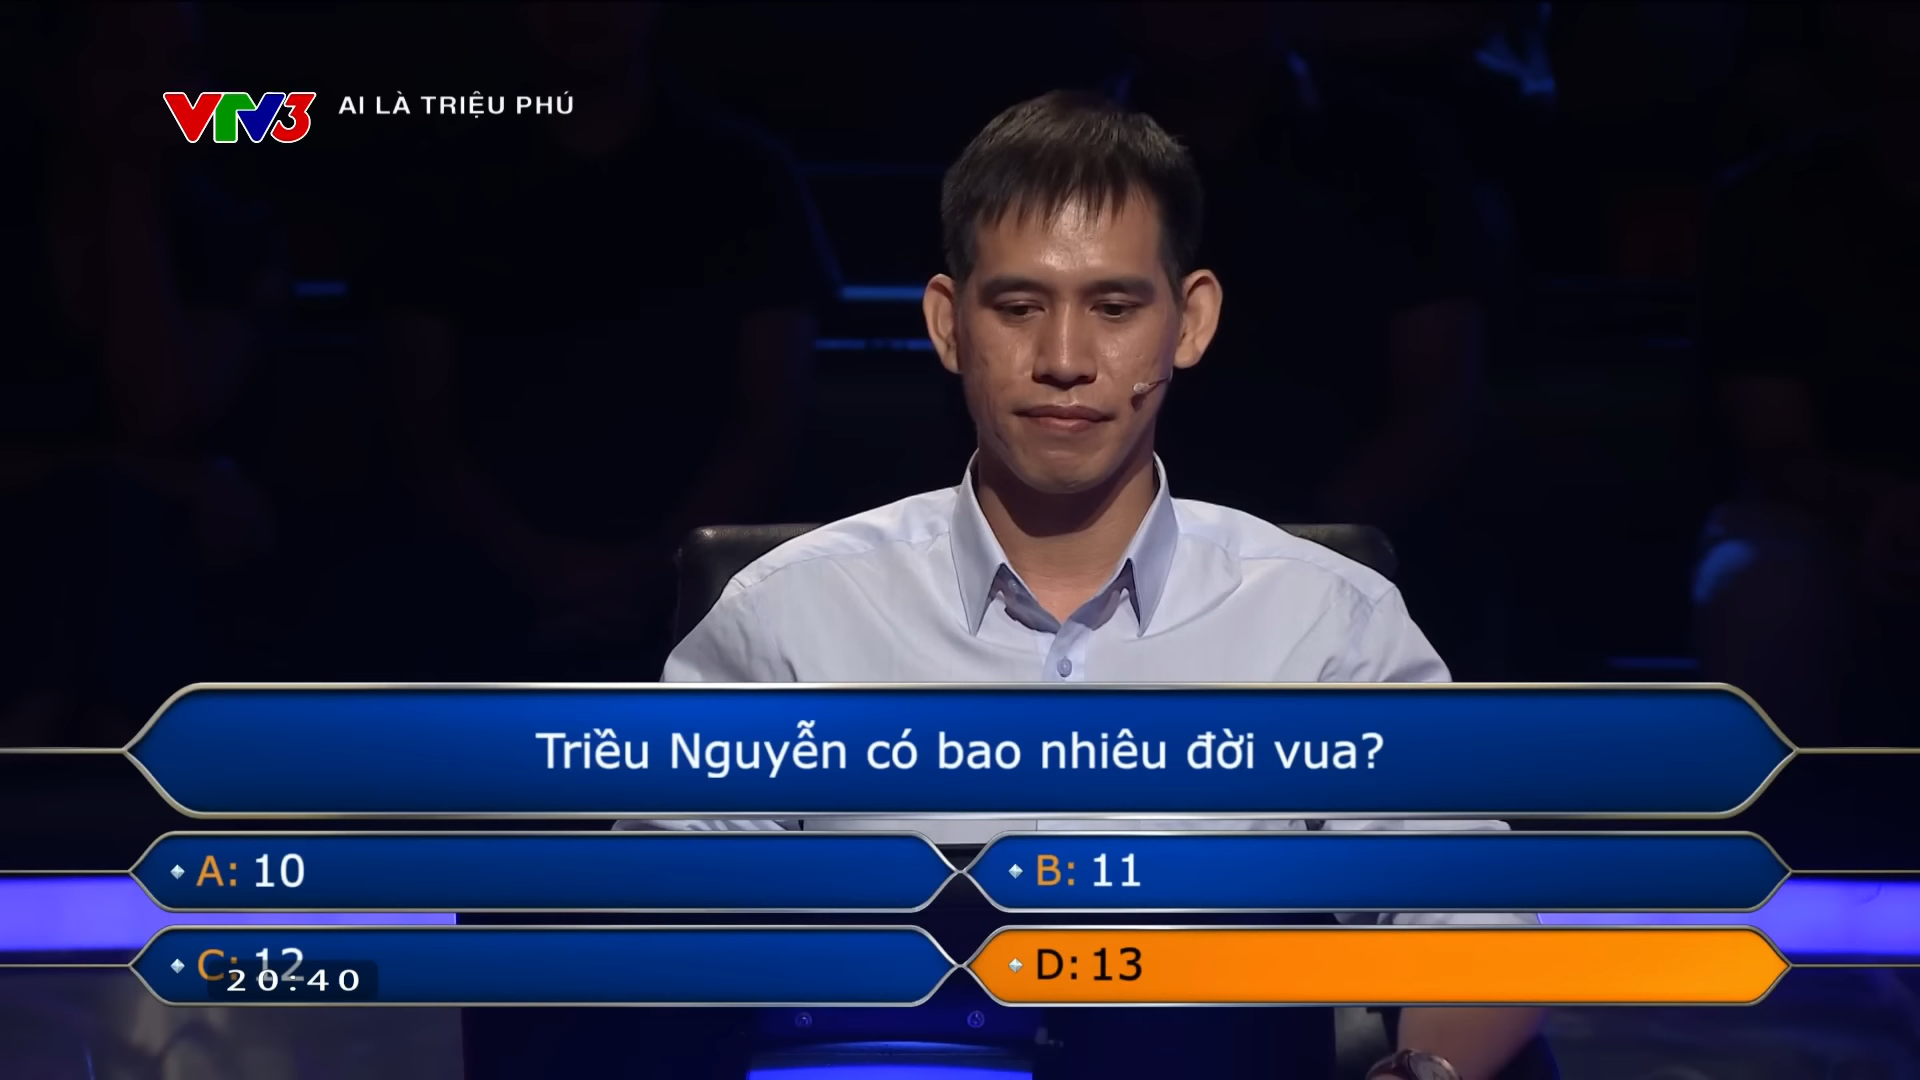 VTV3 AI LÀ TRIỆU PHÚ
Triều Nguyễn có bao nhiêu đời vua?
A: 10
B: 11
C: 12
D: 13
20:40